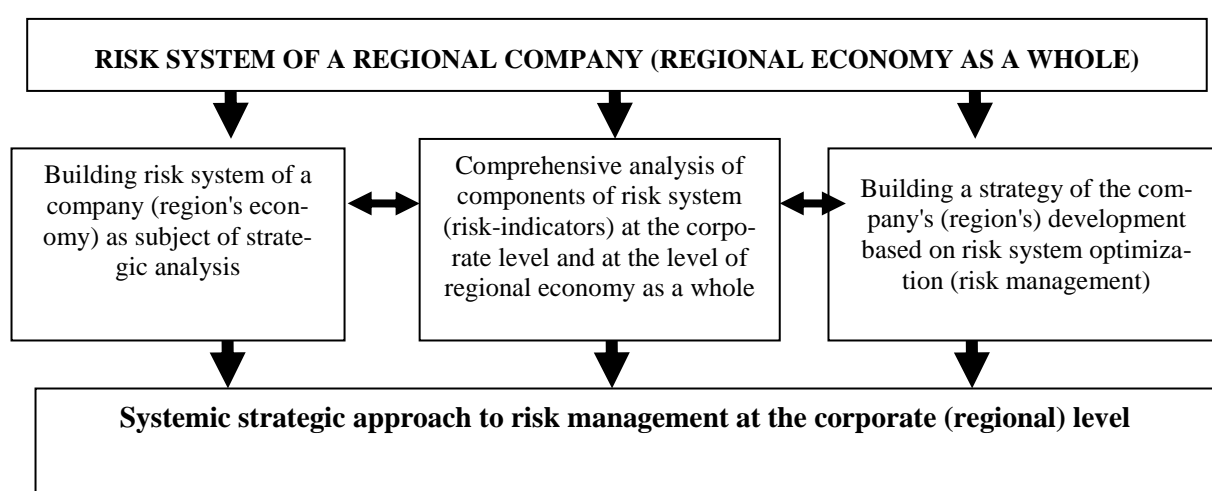 RISK SYSTEM OF A REGIONAL COMPANY (REGIONAL ECONOMY AS A WHOLE)
Building risk system of a
company (region's econ-
omy) as subject of strate-
gic analysis
Comprehensive analysis of
components of risk system
(risk-indicators) at the corpo-
rate level and at the level of
regional economy as a whole
Building a strategy of the com-
pany's (region's) development
based on risk system optimiza-
tion (risk management)
Systemic strategic approach to risk management at the corporate (regional) level